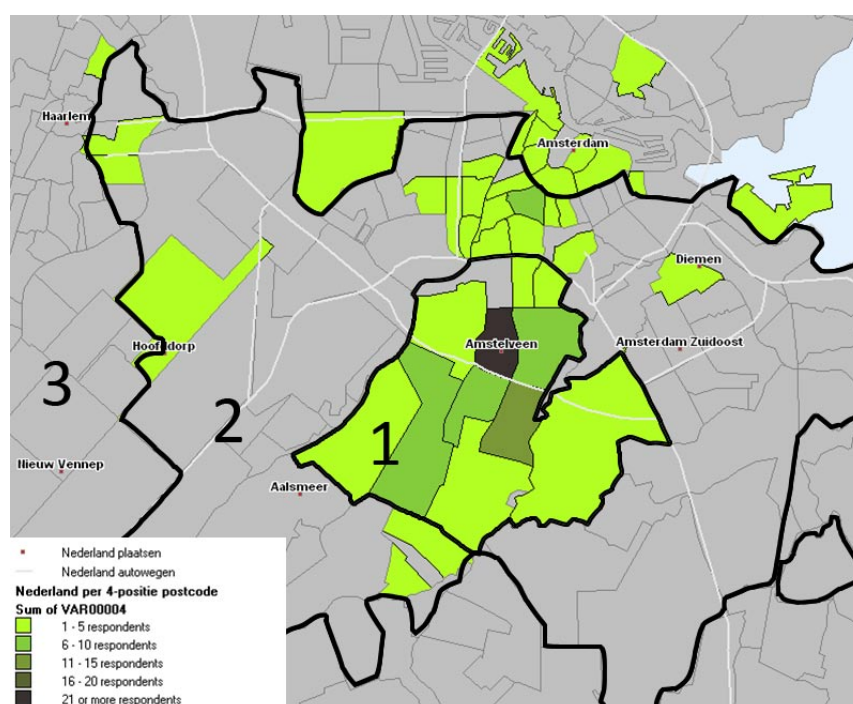 Haarlem
Amsterdam
Diemen
Hoofddorp
Amstelveen
Amsterdam Zuidoost
3
2
1
Nieuw Vennep
Aalsmeer
Nederland plaatsen
Nederland autowegen
Nederland per 4-positie postcode
Sum of VAR00004
1 - 5 respondents
6 - 10 respondents
11 - 15 respondents
16 - 20 respondents
21 or more respondents